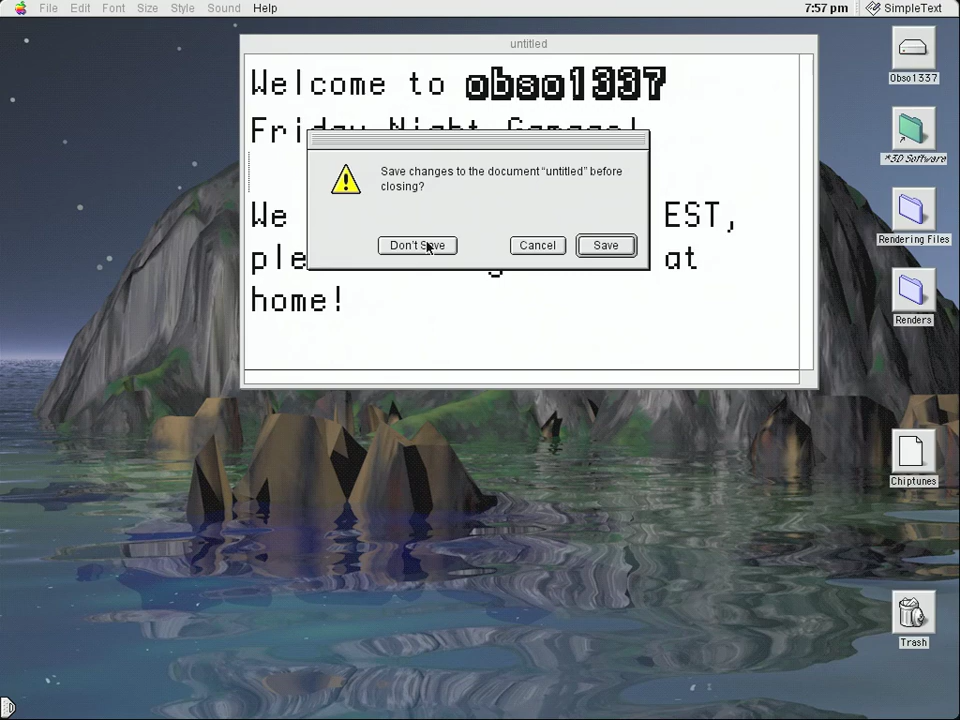 File Edit Font Size Style Sound Help 7:57 pm SimpleText
untitled
Welcome to obso1337
Friday Night
Save changes to the document “untitled” before
closing?
Don't Save Cancel Save
We EST,
at
home!
Obso1337
*3D Software
Rendering Files
Renders
Chiptunes
Trash